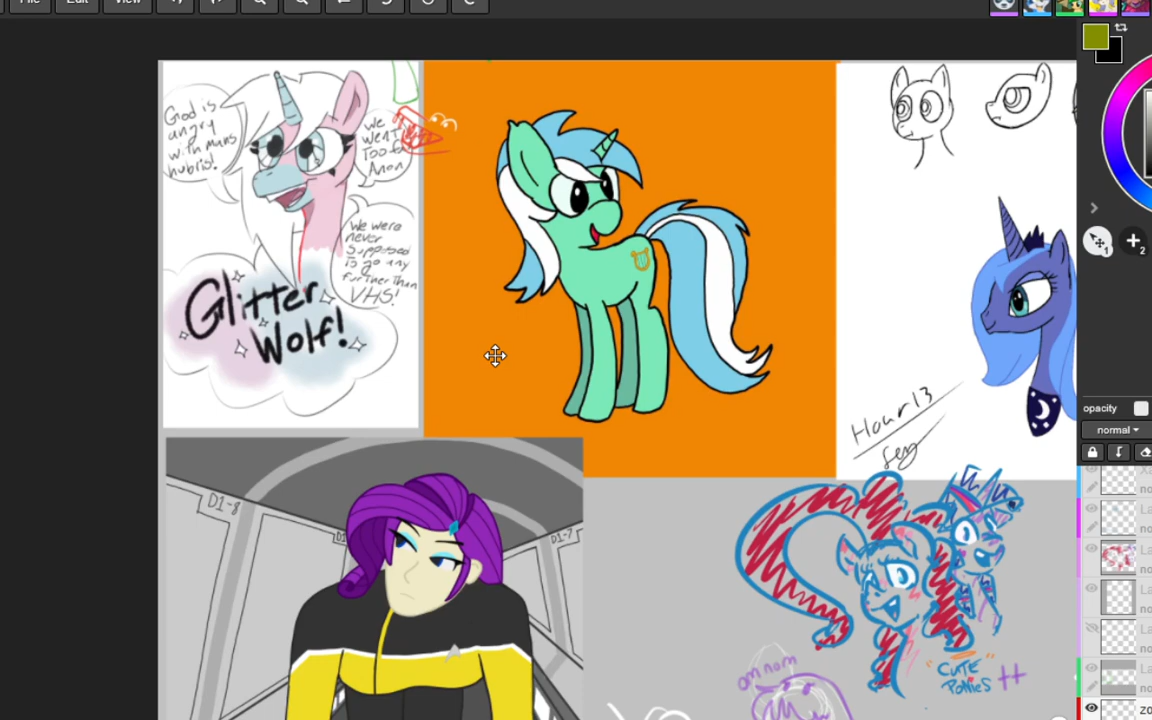 File Edit View
God is
angry
with mans
hubris!
we
went
Too fa
Anon
We were
never
Supposed
To go any
further Than
VHS!
Glitter
Wolf!
Hour 13
opacity
normal
D1-8
D1-7
om nom
"CUTE
PoNies"
++